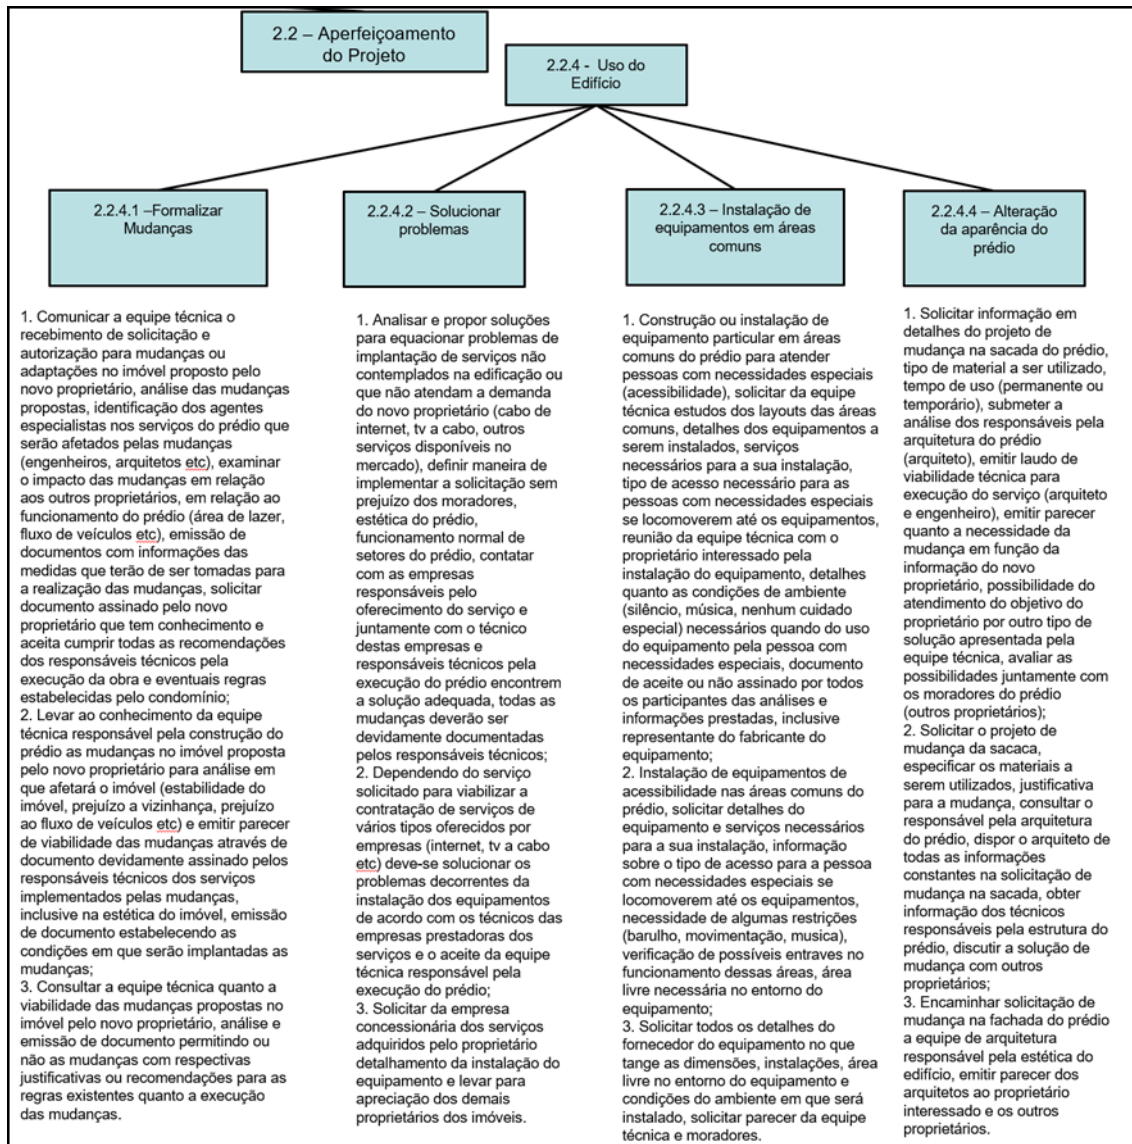 2.2 – Aperfeiçoamento
do Projeto
2.2.4 - Uso do
Edifício
2.2.4.1 –Formalizar
Mudanças
2.2.4.2 – Solucionar
problemas
2.2.4.3 – Instalação de
equipamentos em áreas
comuns
2.2.4.4 – Alteração
da aparência do
prédio
1. Comunicar a equipe técnica o
recebimento de solicitação e
autorização para mudanças ou
adaptações no imóvel proposto pelo
novo proprietário, análise das mudanças
propostas, identificação dos agentes
especialistas nos serviços do prédio que
serão afetados pelas mudanças
(engenheiros, arquitetos etc), examinar
o impacto das mudanças em relação
aos outros proprietários, em relação ao
funcionamento do prédio (área de lazer,
fluxo de veículos etc), emissão de
documentos com informações das
medidas que terão de ser tomadas para
a realização das mudanças, solicitar
documento assinado pelo novo
proprietário que tem conhecimento e
aceita cumprir todas as recomendações
dos responsáveis técnicos pela
execução da obra e eventuais regras
estabelecidas pelo condomínio;
2. Levar ao conhecimento da equipe
técnica responsável pela construção do
prédio as mudanças no imóvel proposta
pelo novo proprietário para análise em
que afetará o imóvel (estabilidade do
imóvel, prejuízo a vizinhança, prejuízo
ao fluxo de veículos etc) e emitir parecer
de viabilidade das mudanças através de
documento devidamente assinado pelos
responsáveis técnicos dos serviços
implementados pelas mudanças,
inclusive na estética do imóvel, emissão
de documento estabelecendo as
condições em que serão implantadas as
mudanças;
3. Consultar a equipe técnica quanto a
viabilidade das mudanças propostas no
imóvel pelo novo proprietário, análise e
emissão de documento permitindo ou
não as mudanças com respectivas
justificativas ou recomendações para as
regras existentes quanto a execução
das mudanças.
1. Analisar e propor soluções
para equacionar problemas de
implantação de serviços não
contemplados na edificação ou
que não atendam a demanda
do novo proprietário (cabo de
internet, tv a cabo, outros
serviços disponíveis no
mercado), definir maneira de
implementar a solicitação sem
prejuízo dos moradores,
estética do prédio,
funcionamento normal de
setores do prédio, contatar
com as empresas
responsáveis pelo
oferecimento do serviço e
juntamente com o técnico
destas empresas e
responsáveis técnicos pela
execução do prédio encontrem
a solução adequada, todas as
mudanças deverão ser
devidamente documentadas
pelos responsáveis técnicos;
2. Dependendo do serviço
solicitado para viabilizar a
contratação de serviços de
vários tipos oferecidos por
empresas (internet, tv a cabo
etc) deve-se solucionar os
problemas decorrentes da
instalação dos equipamentos
de acordo com os técnicos das
empresas prestadoras dos
serviços e o aceite da equipe
técnica responsável pela
execução do prédio;
3. Solicitar da empresa
concessionária dos serviços
adquiridos pelo proprietário
detalhamento da instalação do
equipamento e levar para
apreciação dos demais
proprietários dos imóveis.
1. Construção ou instalação de
equipamento particular em áreas
comuns do prédio para atender
pessoas com necessidades especiais
(acessibilidade), solicitar da equipe
técnica estudos dos layouts das áreas
comuns, detalhes dos equipamentos a
serem instalados, serviços
necessários para a sua instalação,
tipo de acesso necessário para as
pessoas com necessidades especiais
se locomoverem até os equipamentos,
reunião da equipe técnica com o
proprietário interessado pela
instalação do equipamento, detalhes
quanto as condições de ambiente
(silêncio, música, nenhum cuidado
especial) necessários quando do uso
do equipamento pela pessoa com
necessidades especiais, documento
de aceite ou não assinado por todos
os participantes das análises e
informações prestadas, inclusive
representante do fabricante do
equipamento;
2. Instalação de equipamentos de
acessibilidade nas áreas comuns do
prédio, solicitar detalhes do
equipamento e serviços necessários
para a sua instalação, informação
sobre o tipo de acesso para a pessoa
com necessidades especiais se
locomoverem até os equipamentos,
necessidade de algumas restrições
(barulho, movimentação, musica),
verificação de possíveis entraves no
funcionamento dessas áreas, área
livre necessária no entorno do
equipamento;
3. Solicitar todos os detalhes do
fornecedor do equipamento no que
tange as dimensões, instalações, área
livre no entorno do equipamento e
condições do ambiente em que será
instalado, solicitar parecer da equipe
técnica e moradores.
1. Solicitar informação em
detalhes do projeto de
mudança na sacada do prédio,
tipo de material a ser utilizado,
tempo de uso (permanente ou
temporário), submeter a
análise dos responsáveis pela
arquitetura do prédio
(arquiteto), emitir laudo de
viabilidade técnica para
execução do serviço (arquiteto
e engenheiro), emitir parecer
quanto a necessidade da
mudança em função da
informação do novo
proprietário, possibilidade do
atendimento do objetivo do
proprietário por outro tipo de
solução apresentada pela
equipe técnica, avaliar as
possibilidades juntamente com
os moradores do prédio
(outros proprietários);
2. Solicitar o projeto de
mudança da sacaca,
especificar os materiais a
serem utilizados, justificativa
para a mudança, consultar o
responsável pela arquitetura
do prédio, dispor o arquiteto de
todas as informações
constantes na solicitação de
mudança na sacada, obter
informação dos técnicos
responsáveis pela estrutura do
prédio, discutir a solução de
mudança com outros
proprietários;
3. Encaminhar solicitação de
mudança na fachada do prédio
a equipe de arquitetura
responsável pela estética do
edifício, emitir parecer dos
arquitetos ao proprietário
interessado e os outros
proprietários.